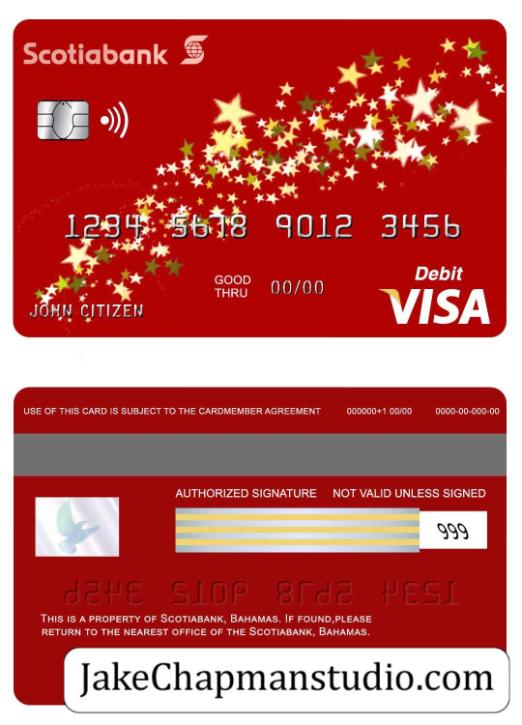 Scotiabank
1234 5678 9012 3456
GOOD
THRU 00/00
JOHN CITIZEN
Debit
VISA
USE OF THIS CARD IS SUBJECT TO THE CARDMEMBER AGREEMENT 000000+1 00/00 0000-00-000-00
AUTHORIZED SIGNATURE NOT VALID UNLESS SIGNED
999
THIS IS A PROPERTY OF SCOTIABANK, BAHAMAS. IF FOUND,PLEASE
RETURN TO THE NEAREST OFFICE OF THE SCOTIABANK, BAHAMAS.
JakeChapmanstudio.com